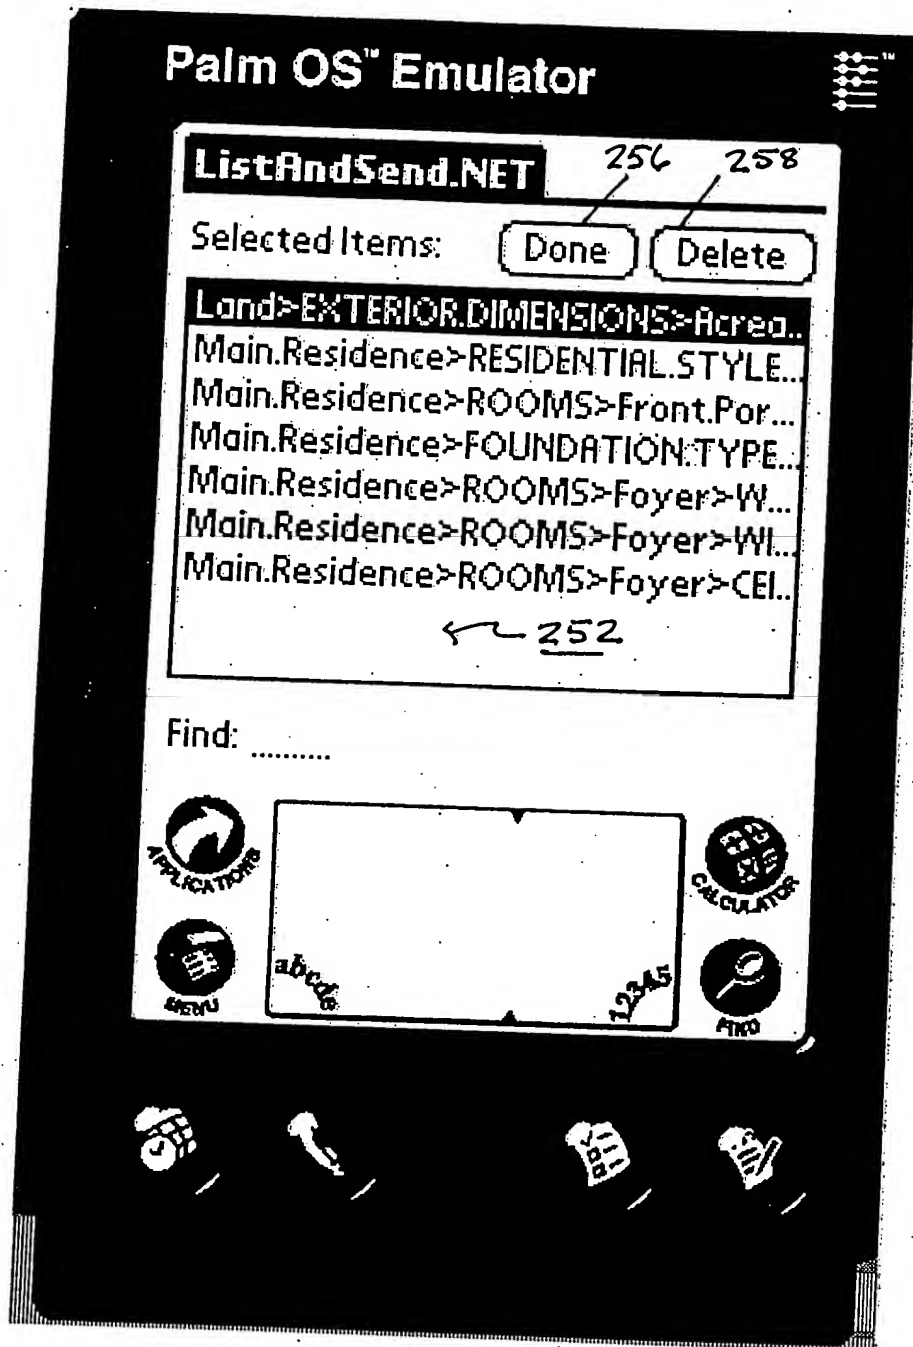 Palm OS™ Emulator
™
ListAndSend.NET
256
258
Selected Items:
Done
Delete
Land>EXTERIOR.DIMENSIONS>Acrea..
Main.Residence>RESIDENTIAL.STYLE...
Main.Residence>ROOMS>Front.Por...
Main.Residence>FOUNDATION.TYPE...
Main.Residence>ROOMS>Foyer>W...
Main.Residence>ROOMS>Foyer>WI...
Main.Residence>ROOMS>Foyer>CEI..
252
Find: .........
APPLICATIONS
CALCULATOR
abcde
12345
MENU
FIND